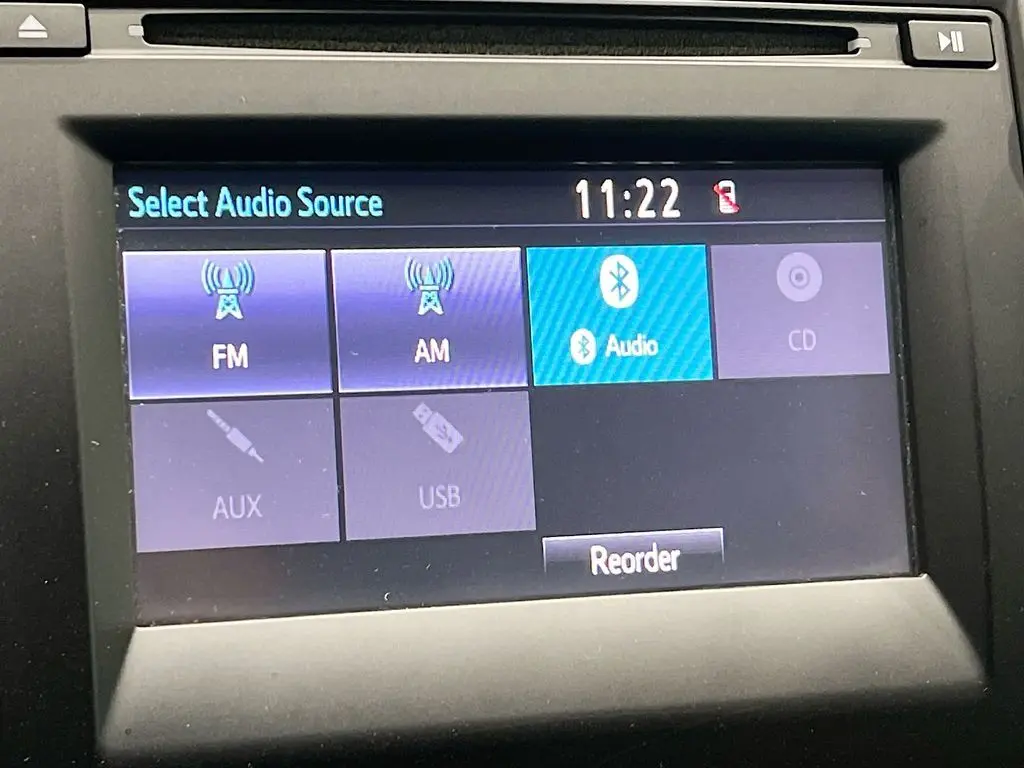 Select Audio Source 11:22
FM AM Audio CD
AUX USB
Reorder